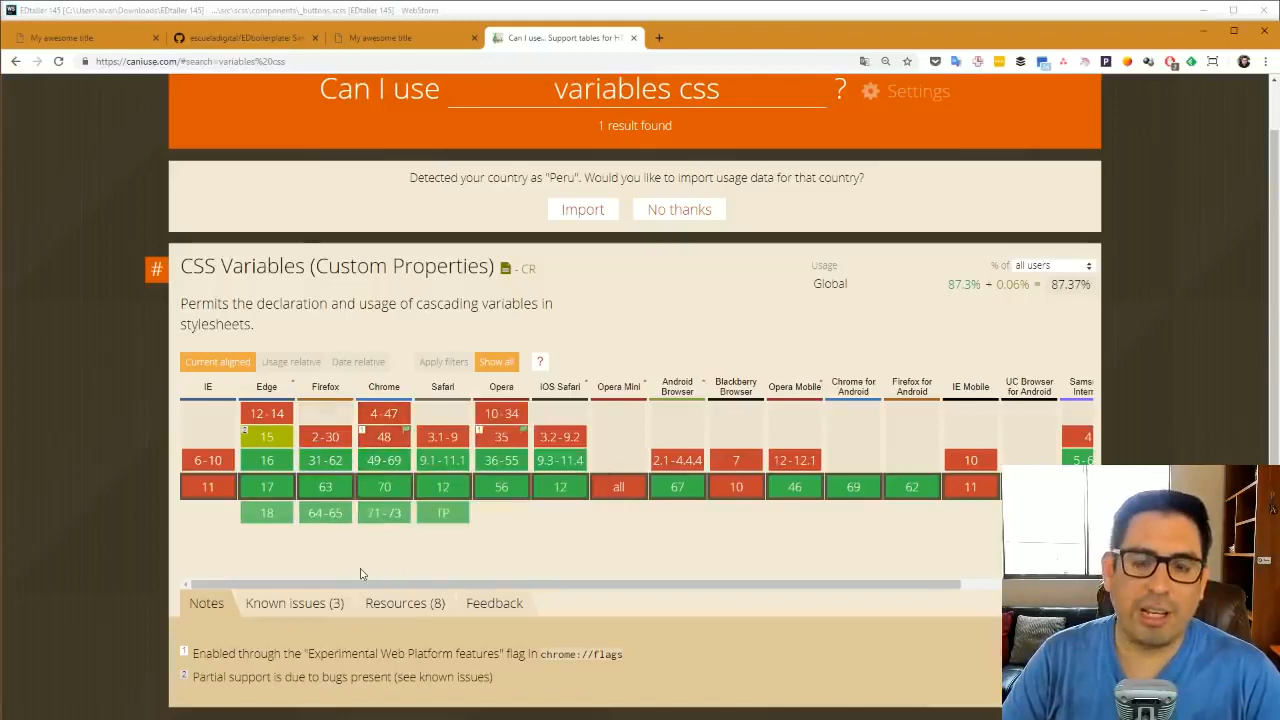 EDtaller 145 [C:\Users\alvar\Downloads\EDtaller 145] - ...\src\scss\components\_buttons.scss [EDtaller 145] - WebStorm
My awesome title
escueladigital/EDboilerplate/ Sa
My awesome title
Can I use... Support tables for HT
https://caniuse.com/#search=variables%20css
Can I use variables css ? Settings
1 result found
Detected your country as "Peru". Would you like to import usage data for that country?
Import No thanks
# CSS Variables (Custom Properties) - CR
Usage % of all users
Global 87.3% + 0.06% = 87.37%
Permits the declaration and usage of cascading variables in
stylesheets.
Current aligned Usage relative Date relative Apply filters Show all ?
IE Edge Firefox Chrome Safari Opera iOS Safari Opera Mini Android Browser Blackberry Browser Opera Mobile Chrome for Android Firefox for Android IE Mobile UC Browser for Android Sams Intern
12-14 4-47 10-34
2 15 2-30 1 48 3.1-9 1 35 3.2-9.2 4
6-10 16 31-62 49-69 9.1-11.1 36-55 9.3-11.4 2.1-4.4.4 7 12-12.1 10 5-6
11 17 63 70 12 56 12 all 67 10 46 69 62 11
18 64-65 71-73 TP
Notes Known issues (3) Resources (8) Feedback
1 Enabled through the "Experimental Web Platform features" flag in chrome://flags
2 Partial support is due to bugs present (see known issues)